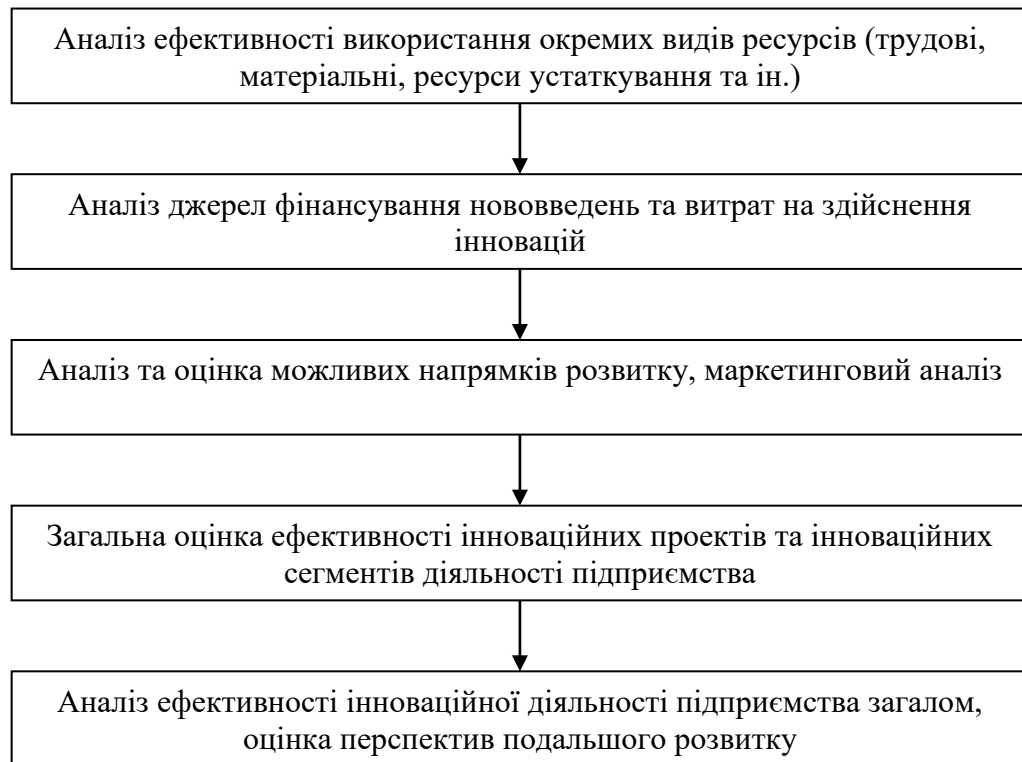 Аналіз ефективності використання окремих видів ресурсів (трудові,
матеріальні, ресурси устаткування та ін.)
Аналіз джерел фінансування нововведень та витрат на здійснення
інновацій
Аналіз та оцінка можливих напрямків розвитку, маркетинговий аналіз
Загальна оцінка ефективності інноваційних проектів та інноваційних
сегментів діяльності підприємства
Аналіз ефективності інноваційної діяльності підприємства загалом,
оцінка перспектив подальшого розвитку